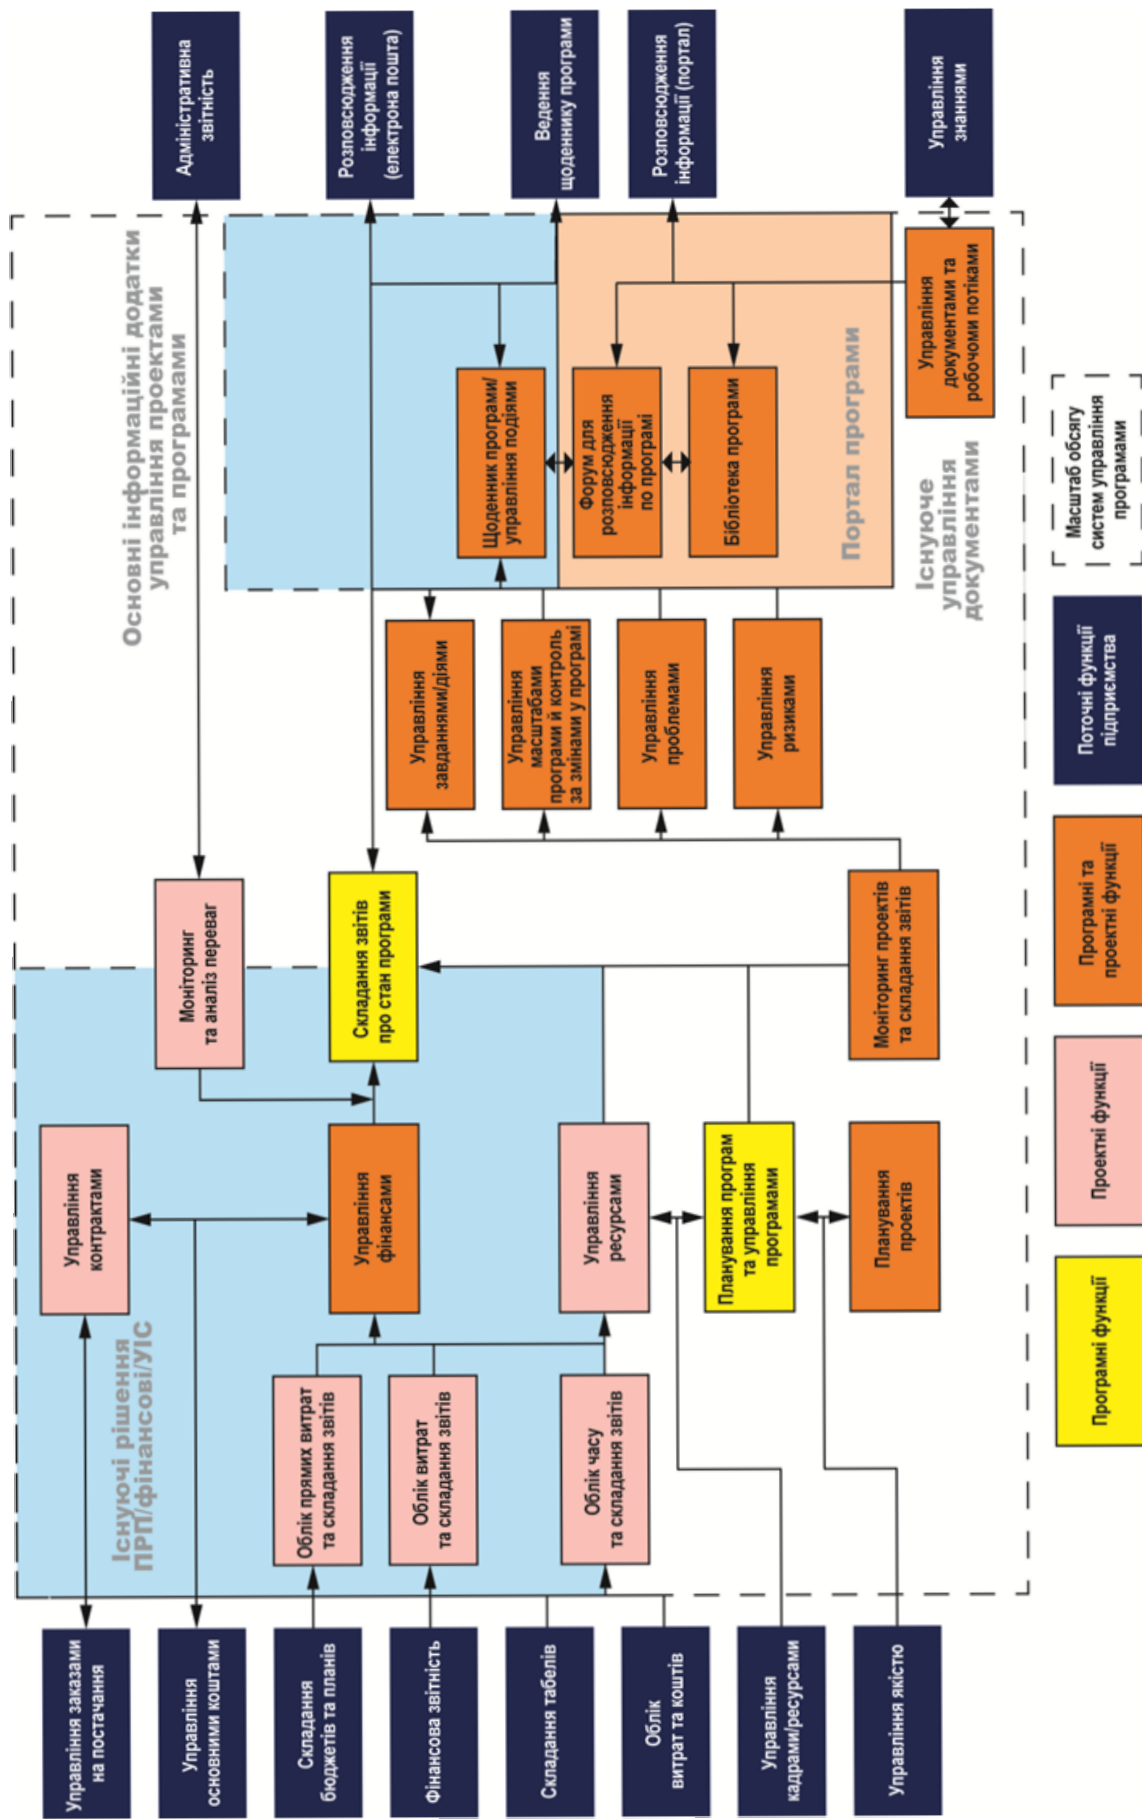 Управління заказами
на постачання
Управління
основними коштами
Складання
бюджетів та планів
Фінансова звітність
Складання табелів
Облік
витрат та коштів
Управління
кадрами/ресурсами
Управління якістю
Існуючі рішення
ПРП/фінансові/УІС
Облік прямих витрат
та складання звітів
Облік витрат
та складання звітів
Облік часу
та складання звітів
Управління
контрактами
Управління
фінансами
Управління
ресурсами
Планування програм
та управління
програмами
Планування
проектів
Моніторинг
та аналіз переваг
Складання звітів
про стан програми
Моніторинг проектів
та складання звітів
Основні інформаційні додатки
управління проектами
та програмами
Управління
завданнями/діями
Управління
масштабами
програми й контроль
за змінами у програмі
Управління
проблемами
Управління
ризиками
Щоденник програми/
управління подіями
Форум для
розповсюдження
інформації
по програмі
Бібліотека програми
Портал програми
Існуюче
управління
документами
Управління
документами та
робочоми потіками
Адміністративна
звітність
Розповсюдження
інформації
(електрона пошта)
Ведення
щоденнику програми
Розповсюдження
інформації (портал)
Управління
знаннями
Програмні функції
Проектні функції
Програмні та
проектні функції
Поточні функції
підприємства
Масштаб обсягу
систем управління
програмами